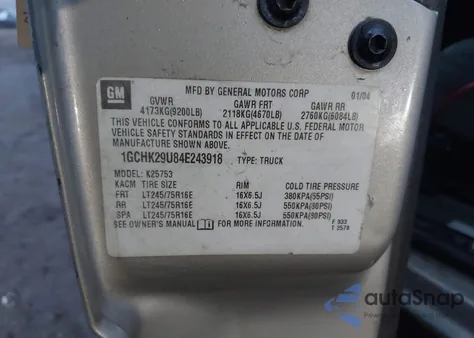 GM
MFD BY GENERAL MOTORS CORP
01/04
GVWR GAWR FRT GAWR RR
4173KG(9200LB) 2118KG(4670LB) 2760KG(6084LB)
THIS VEHICLE CONFORMS TO ALL APPLICABLE U.S. FEDERAL MOTOR
VEHICLE SAFETY STANDARDS IN EFFECT ON THE DATE OF
MANUFACTURE SHOWN ABOVE.
1GCHK29U84E243918 TYPE: TRUCK
MODEL: K25753
KACM TIRE SIZE RIM COLD TIRE PRESSURE
FRT LT245/75R16E 16X6.5J 380KPA(55PSI)
RR LT245/75R16E 16X6.5J 550KPA(80PSI)
SPA LT245/75R16E 16X6.5J 550KPA(80PSI)
SEE OWNER'S MANUAL FOR MORE INFORMATION.
F 933
T 2578
autoSnap